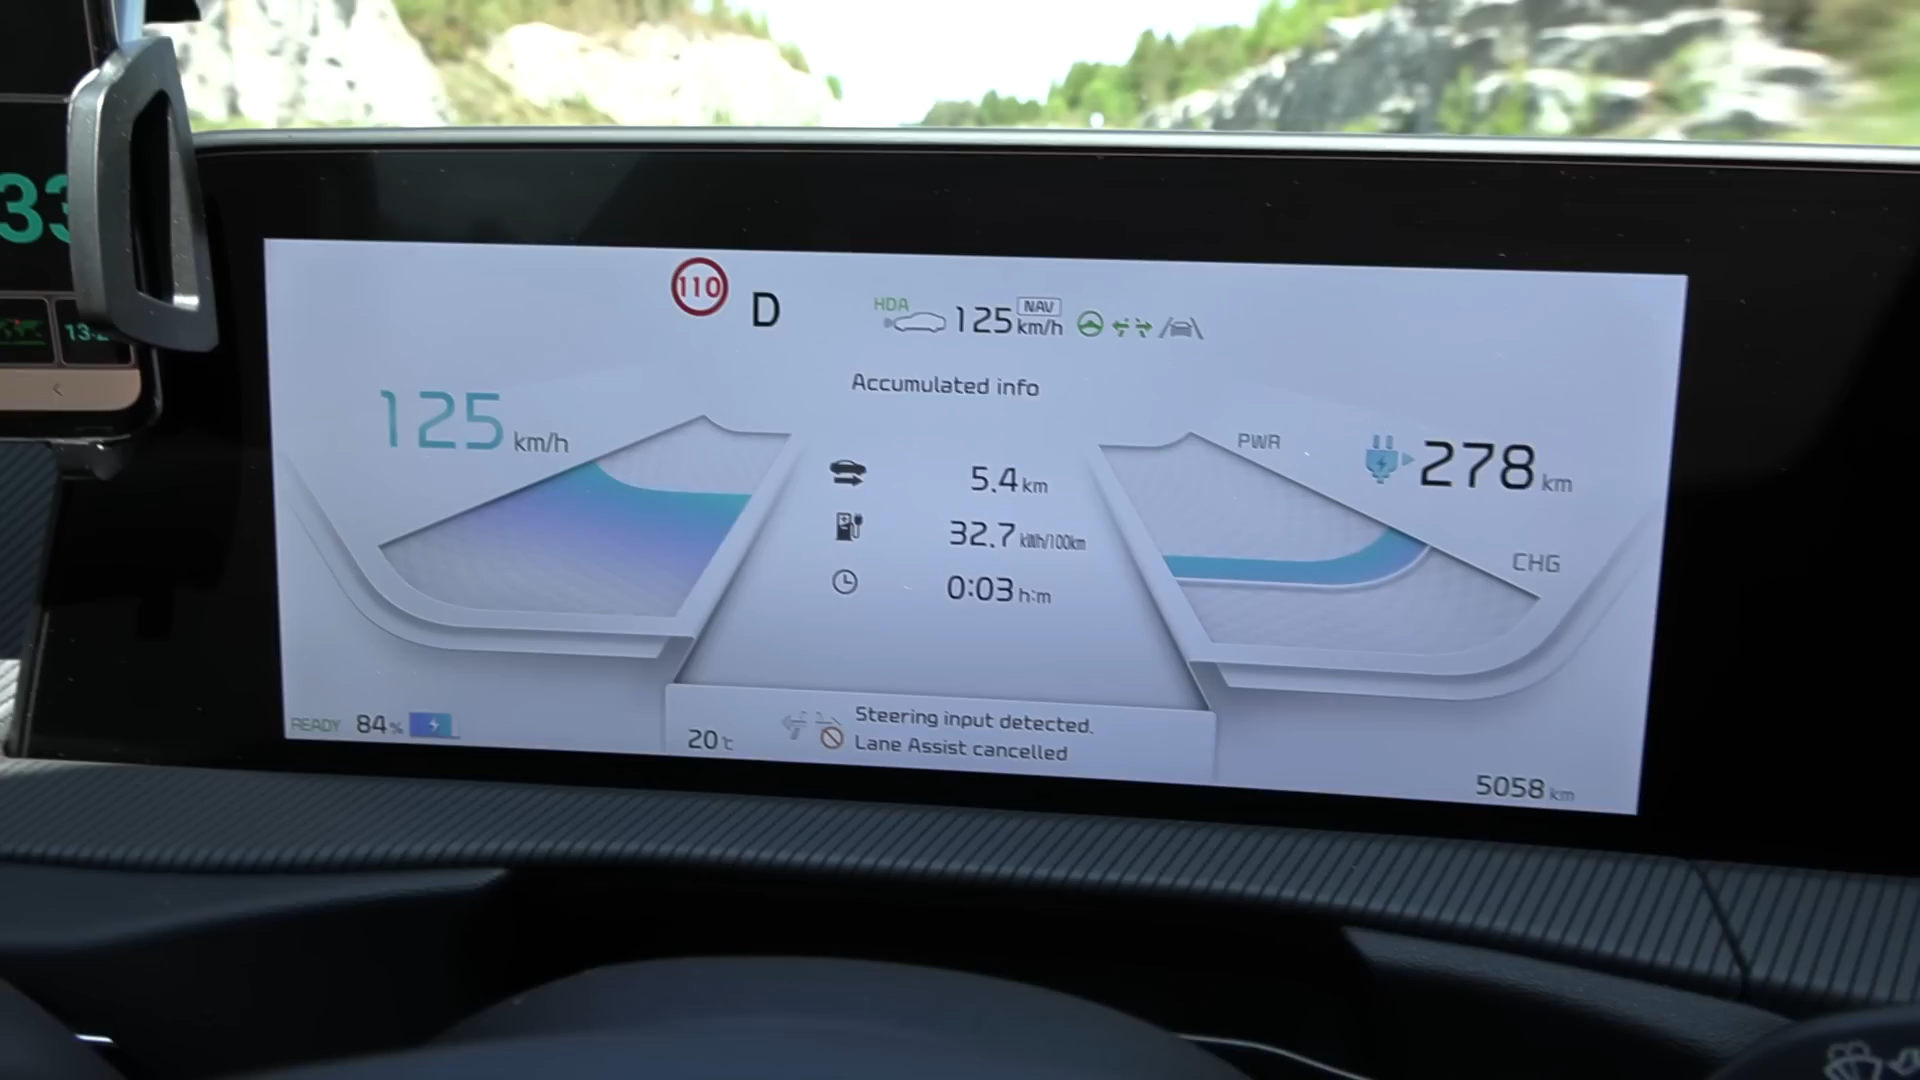 33
110
D
HDA
125 km/h
NAV
125 km/h
Accumulated info
PWR
278 km
5.4 km
32.7 kWh/100km
CHG
0:03 h:m
READY 84%
20℃
Steering input detected.
Lane Assist cancelled
5058 km